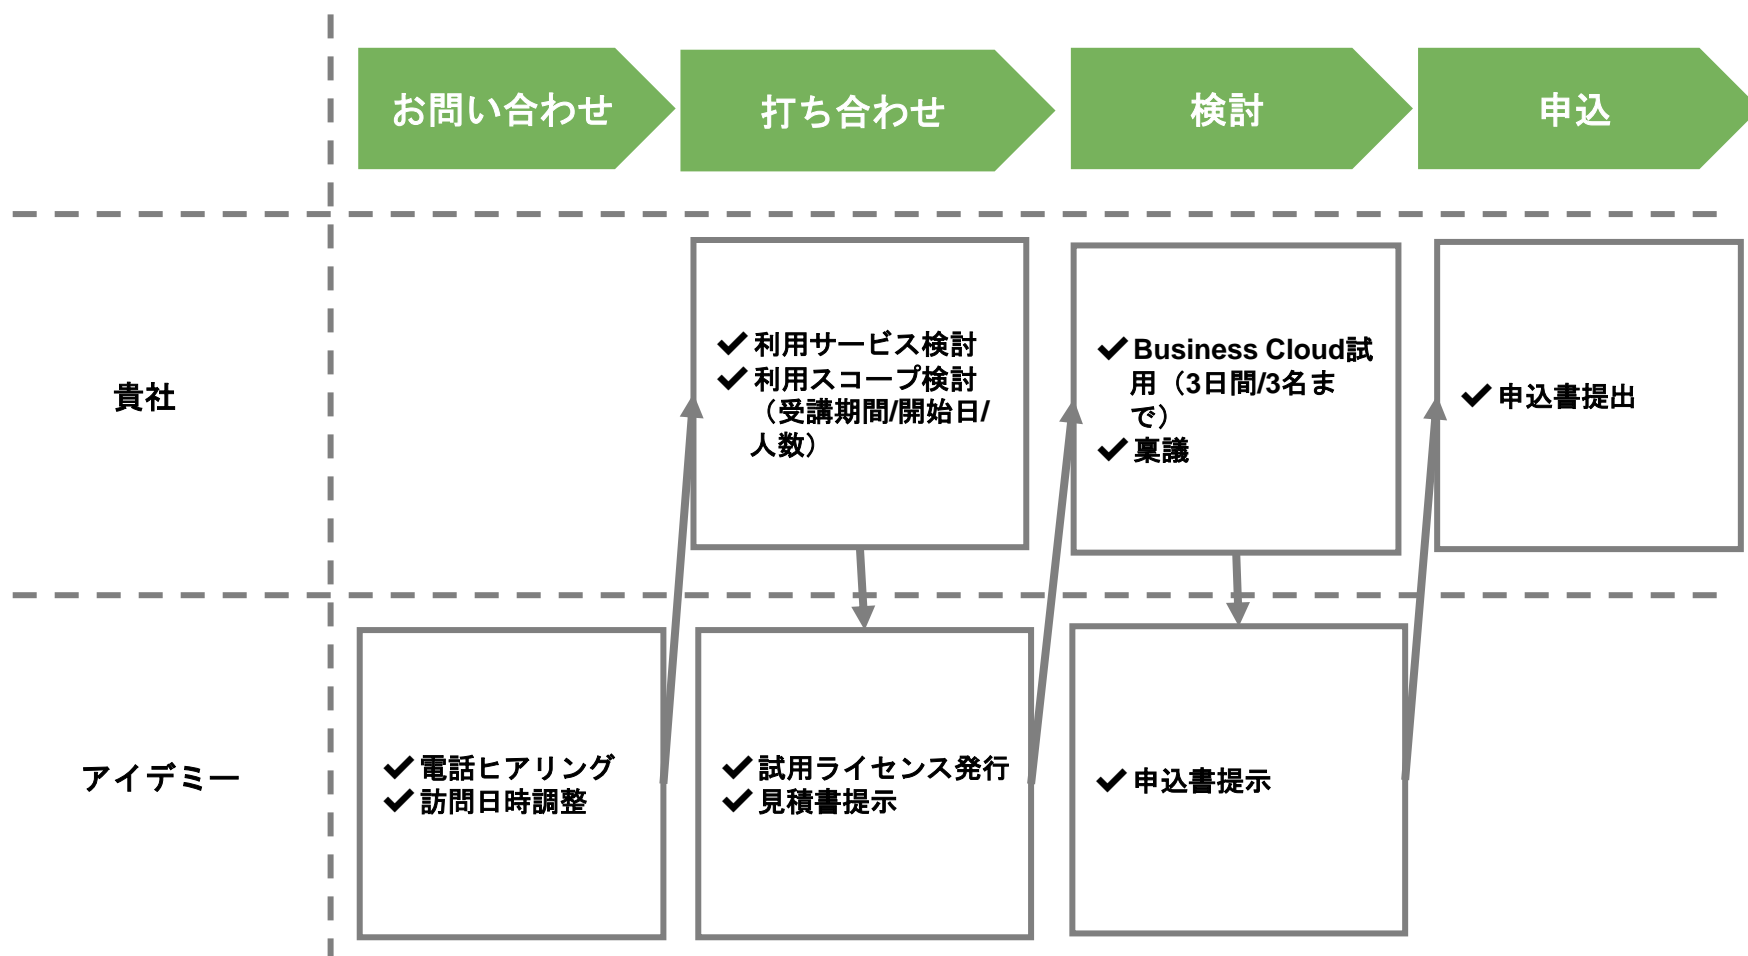 お問い合わせ
打ち合わせ
検討
申込
貴社
利用サービス検討
利用スコープ検討
（受講期間/開始日/
人数）
Business Cloud試
用（3日間/3名ま
で）
稟議
申込書提出
アイデミー
電話ヒアリング
訪問日時調整
試用ライセンス発行
見積書提示
申込書提示